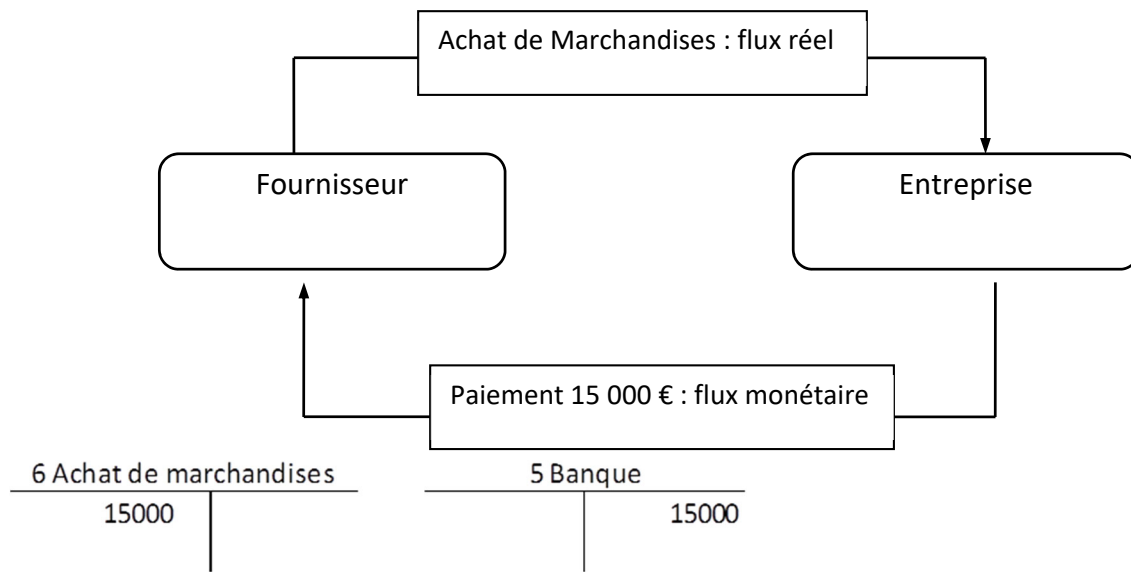 Achat de Marchandises : flux réel
Fournisseur
Entreprise
Paiement 15 000 € : flux monétaire
6 Achat de marchandises
5 Banque
15000
15000